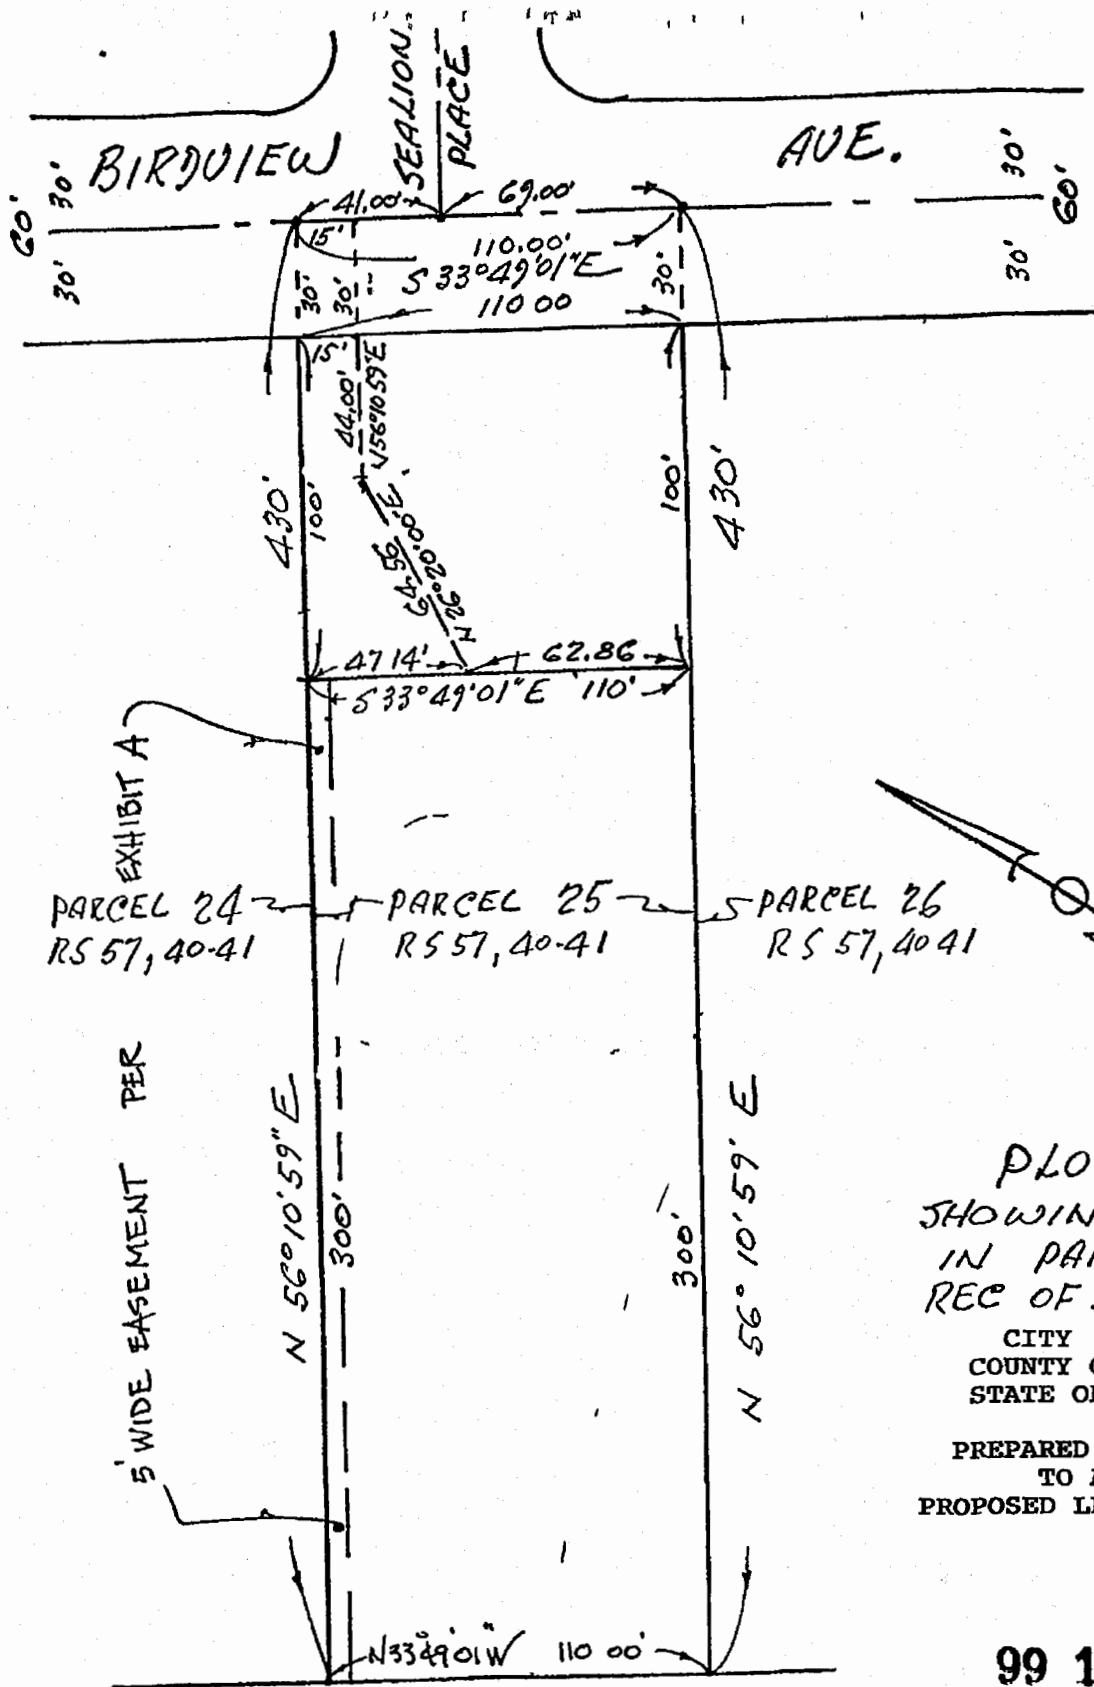 SEALION
PLACE
BIRDVIEW
AVE.
60'
30'
30'
30'
30'
60'
41.00'
69.00'
15'
110.00'
S 33°49'01"E
30'
30'
30'
110 00
15'
44.00'
N56°10 59"E
100'
430'
100'
430'
64.56
N 26°20'.00"E
47 14'
62.86
S 33°49'01"E 110'
5' WIDE EASEMENT PER EXHIBIT A
PARCEL 24
RS 57, 40-41
PARCEL 25
RS 57, 40-41
PARCEL 26
RS 57, 40 41
N 56° 10' 59" E
300'
300'
N 56° 10' 59' E
PLO
SHOWIN
IN PA
REC OF
CITY
COUNTY
STATE O
PREPARED
TO
PROPOSED L
N33°49'01"W 110 00'
99 1